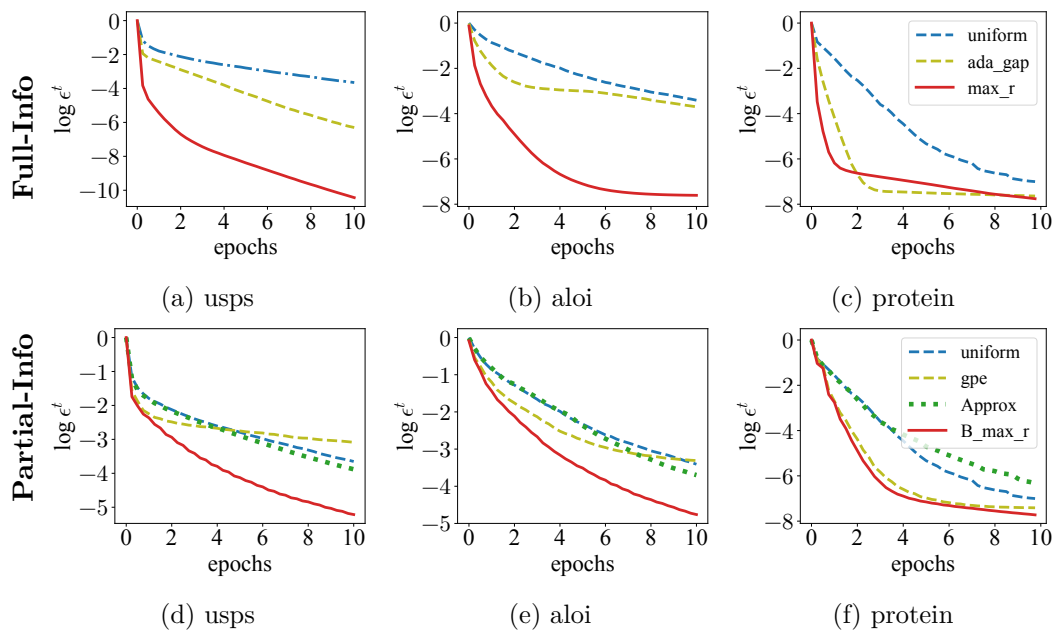 Full-Info
0
−2
−4
−6
−8
−10
log ϵ^t
0 2 4 6 8 10
epochs
(a) usps
0
−2
−4
−6
−8
log ϵ^t
0 2 4 6 8 10
epochs
(b) aloi
0
−2
−4
−6
−8
log ϵ^t
uniform
ada_gap
max_r
0 2 4 6 8 10
epochs
(c) protein
Partial-Info
0
−1
−2
−3
−4
−5
log ϵ^t
0 2 4 6 8 10
epochs
(d) usps
0
−1
−2
−3
−4
−5
log ϵ^t
0 2 4 6 8 10
epochs
(e) aloi
0
−2
−4
−6
−8
log ϵ^t
uniform
gpe
Approx
B_max_r
0 2 4 6 8 10
epochs
(f) protein